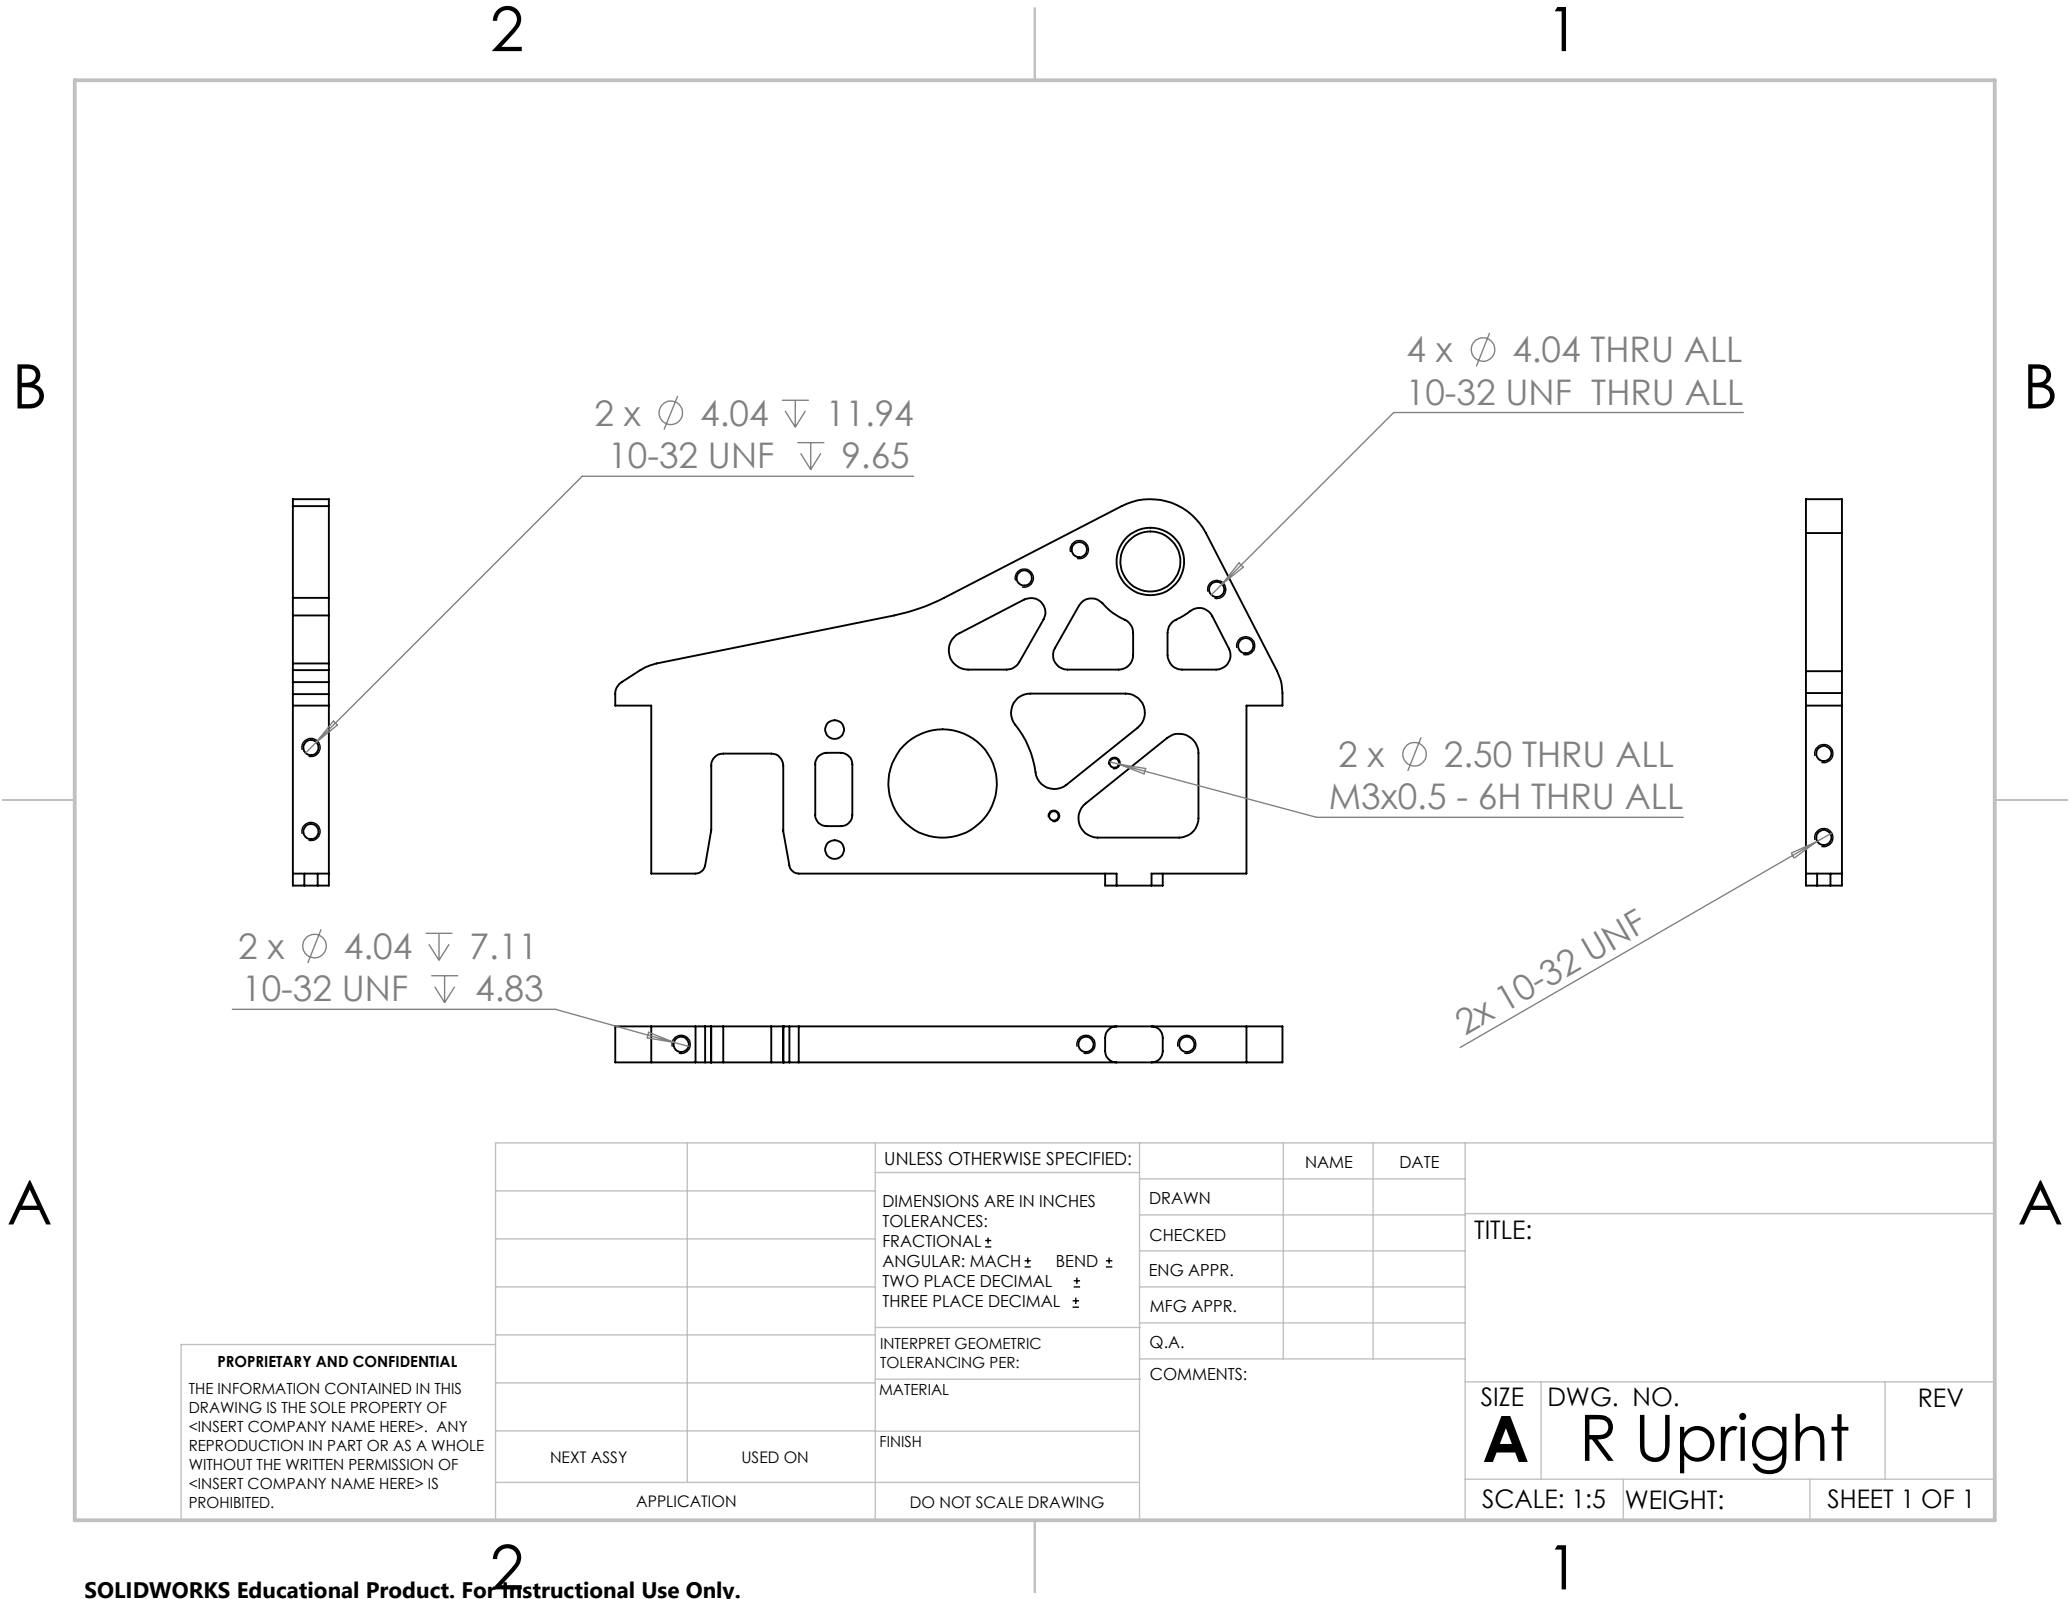 2 1
B B
4 x ∅ 4.04 THRU ALL
10-32 UNF THRU ALL
2 x ∅ 4.04 ↧ 11.94
10-32 UNF ↧ 9.65
2 x ∅ 2.50 THRU ALL
M3x0.5 - 6H THRU ALL
2 x ∅ 4.04 ↧ 7.11
10-32 UNF ↧ 4.83
2x 10-32 UNF
A A
PROPRIETARY AND CONFIDENTIAL
THE INFORMATION CONTAINED IN THIS
DRAWING IS THE SOLE PROPERTY OF
<INSERT COMPANY NAME HERE>. ANY
REPRODUCTION IN PART OR AS A WHOLE
WITHOUT THE WRITTEN PERMISSION OF
<INSERT COMPANY NAME HERE> IS
PROHIBITED.
NEXT ASSY USED ON
APPLICATION
UNLESS OTHERWISE SPECIFIED:
DIMENSIONS ARE IN INCHES
TOLERANCES:
FRACTIONAL ±
ANGULAR: MACH ± BEND ±
TWO PLACE DECIMAL ±
THREE PLACE DECIMAL ±
INTERPRET GEOMETRIC
TOLERANCING PER:
MATERIAL
FINISH
DO NOT SCALE DRAWING
NAME DATE
DRAWN
CHECKED
ENG APPR.
MFG APPR.
Q.A.
COMMENTS:
TITLE:
SIZE DWG. NO. REV
A R Upright
SCALE: 1:5 WEIGHT: SHEET 1 OF 1
2 1
SOLIDWORKS Educational Product. For Instructional Use Only.